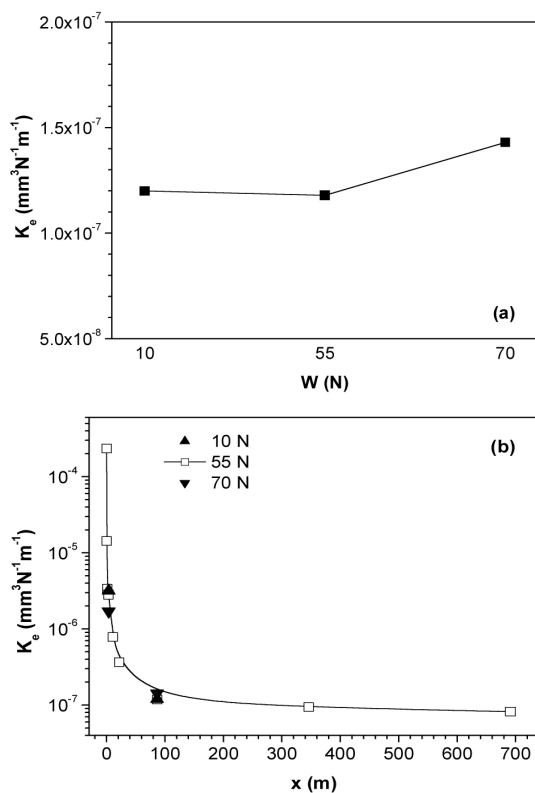 2.0x10⁻⁷
1.5x10⁻⁷
1.0x10⁻⁷
5.0x10⁻⁸
Kₑ (mm³N⁻¹m⁻¹)
(a)
10 55 70
W (N)
(b)
10 N
55 N
70 N
10⁻⁴
10⁻⁵
10⁻⁶
10⁻⁷
Kₑ (mm³N⁻¹m⁻¹)
0 100 200 300 400 500 600 700
x (m)